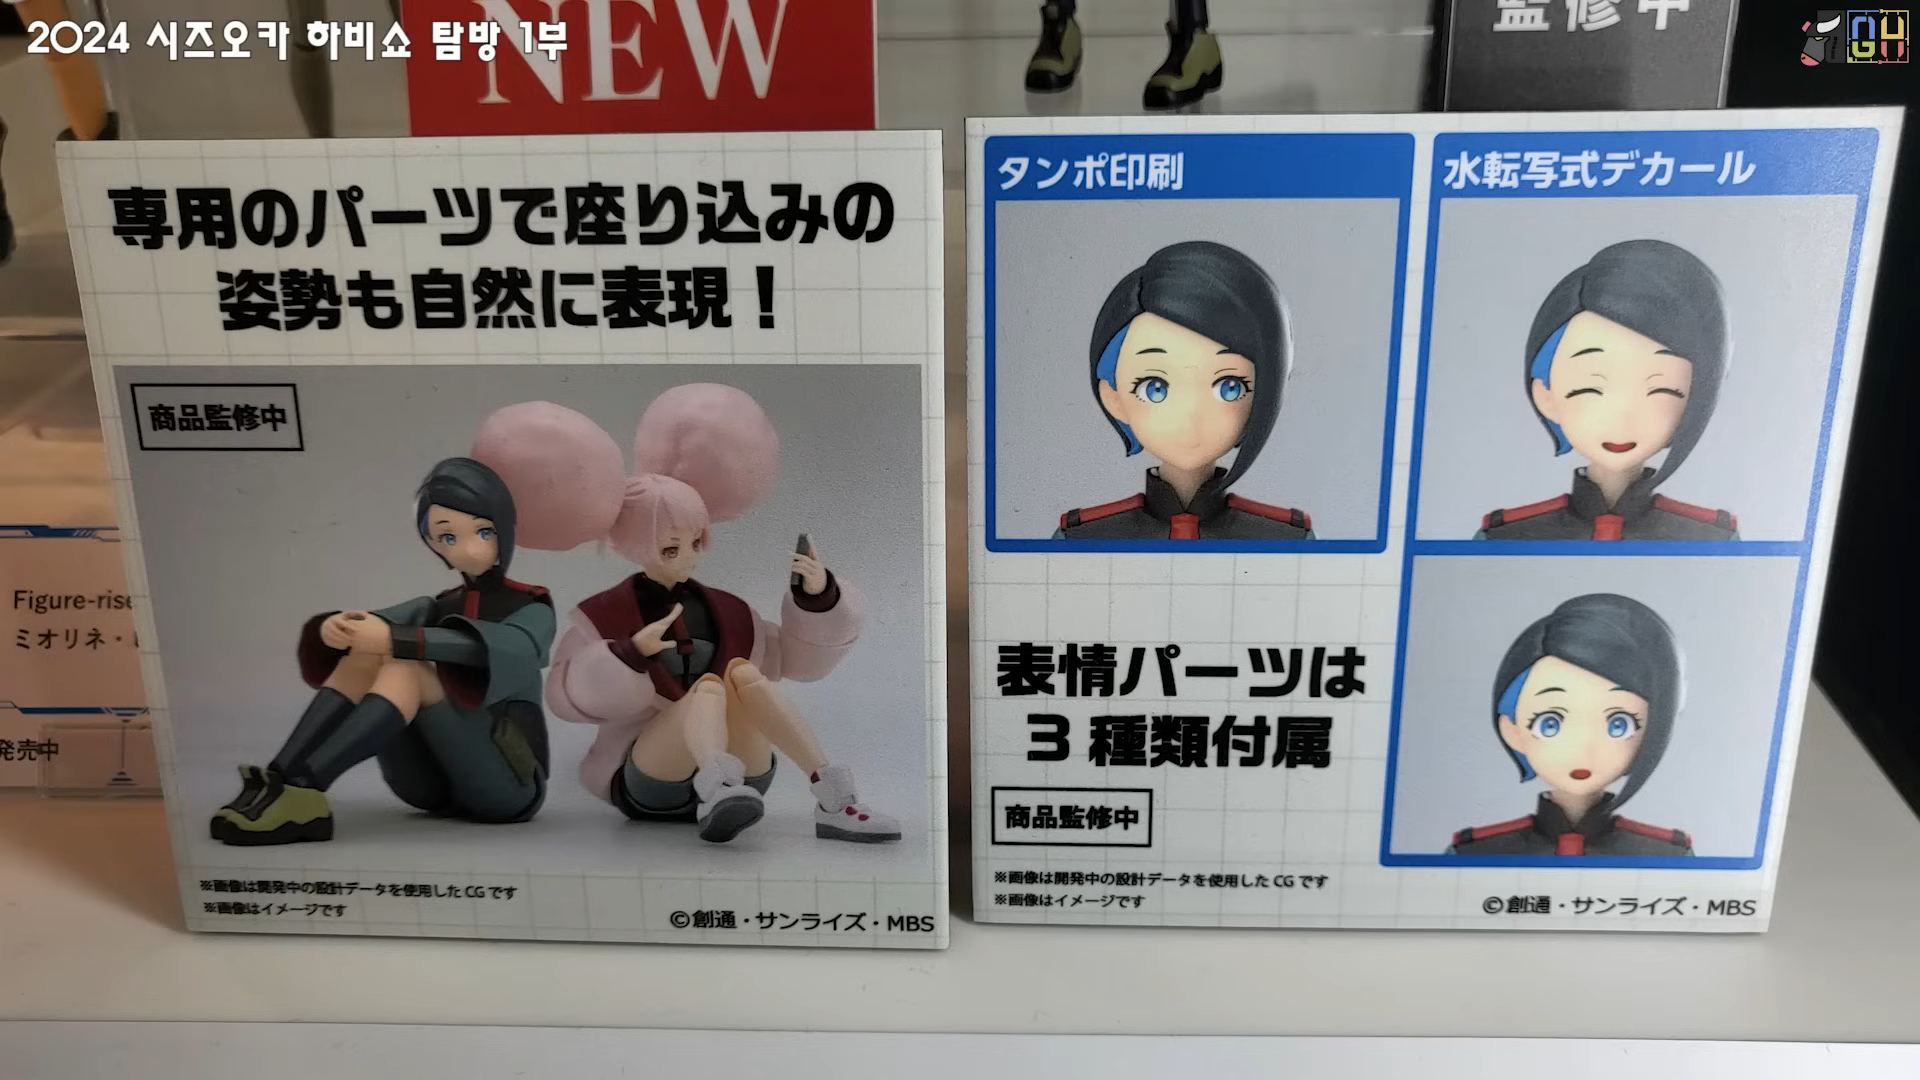 2024 시즈오카 하비쇼 탐방 1부
NEW
監修中
GH
専用のパーツで座り込みの
姿勢も自然に表現！
商品監修中
※画像は開発中の設計データを使用したCGです
※画像はイメージです
©創通・サンライズ・MBS
タンポ印刷
水転写式デカール
表情パーツは
3種類付属
商品監修中
※画像は開発中の設計データを使用したCGです
※画像はイメージです
©創通・サンライズ・MBS
Figure-rise
ミオリネ・
発売中